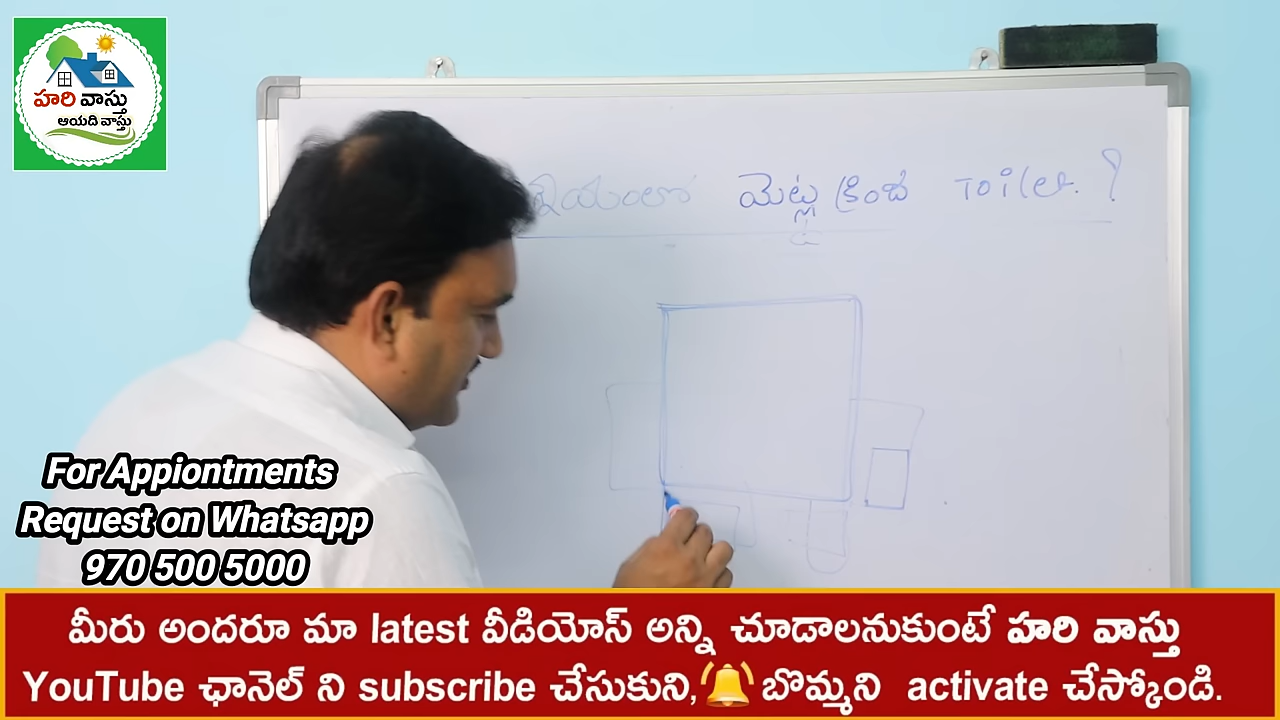 హరి వాస్తు
ఆయది వాస్తు
మెట్ల క్రింద Toilet ?
For Appiontments
Request on Whatsapp
970 500 5000
మీరు అందరూ మా latest వీడియోస్ అన్ని చూడాలనుకుంటే హరి వాస్తు
YouTube ఛానెల్ ని subscribe చేసుకుని, బొమ్మని activate చేస్కోండి.